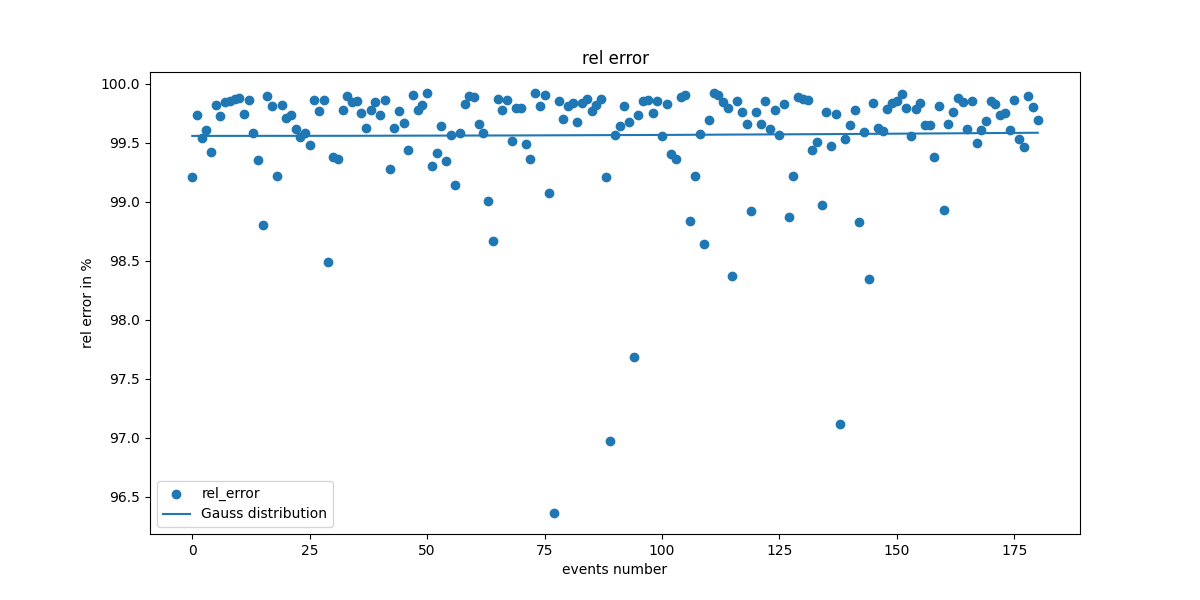 rel error
100.0
99.5
99.0
98.5
98.0
97.5
97.0
96.5
rel error in %
rel_error
Gauss distribution
0 25 50 75 100 125 150 175
events number